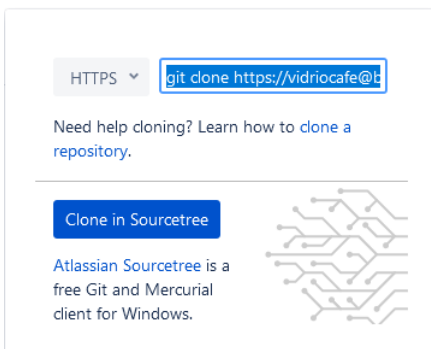 HTTPS git clone https://vidriocafe@b
Need help cloning? Learn how to clone a
repository.
Clone in Sourcetree
Atlassian Sourcetree is a
free Git and Mercurial
client for Windows.